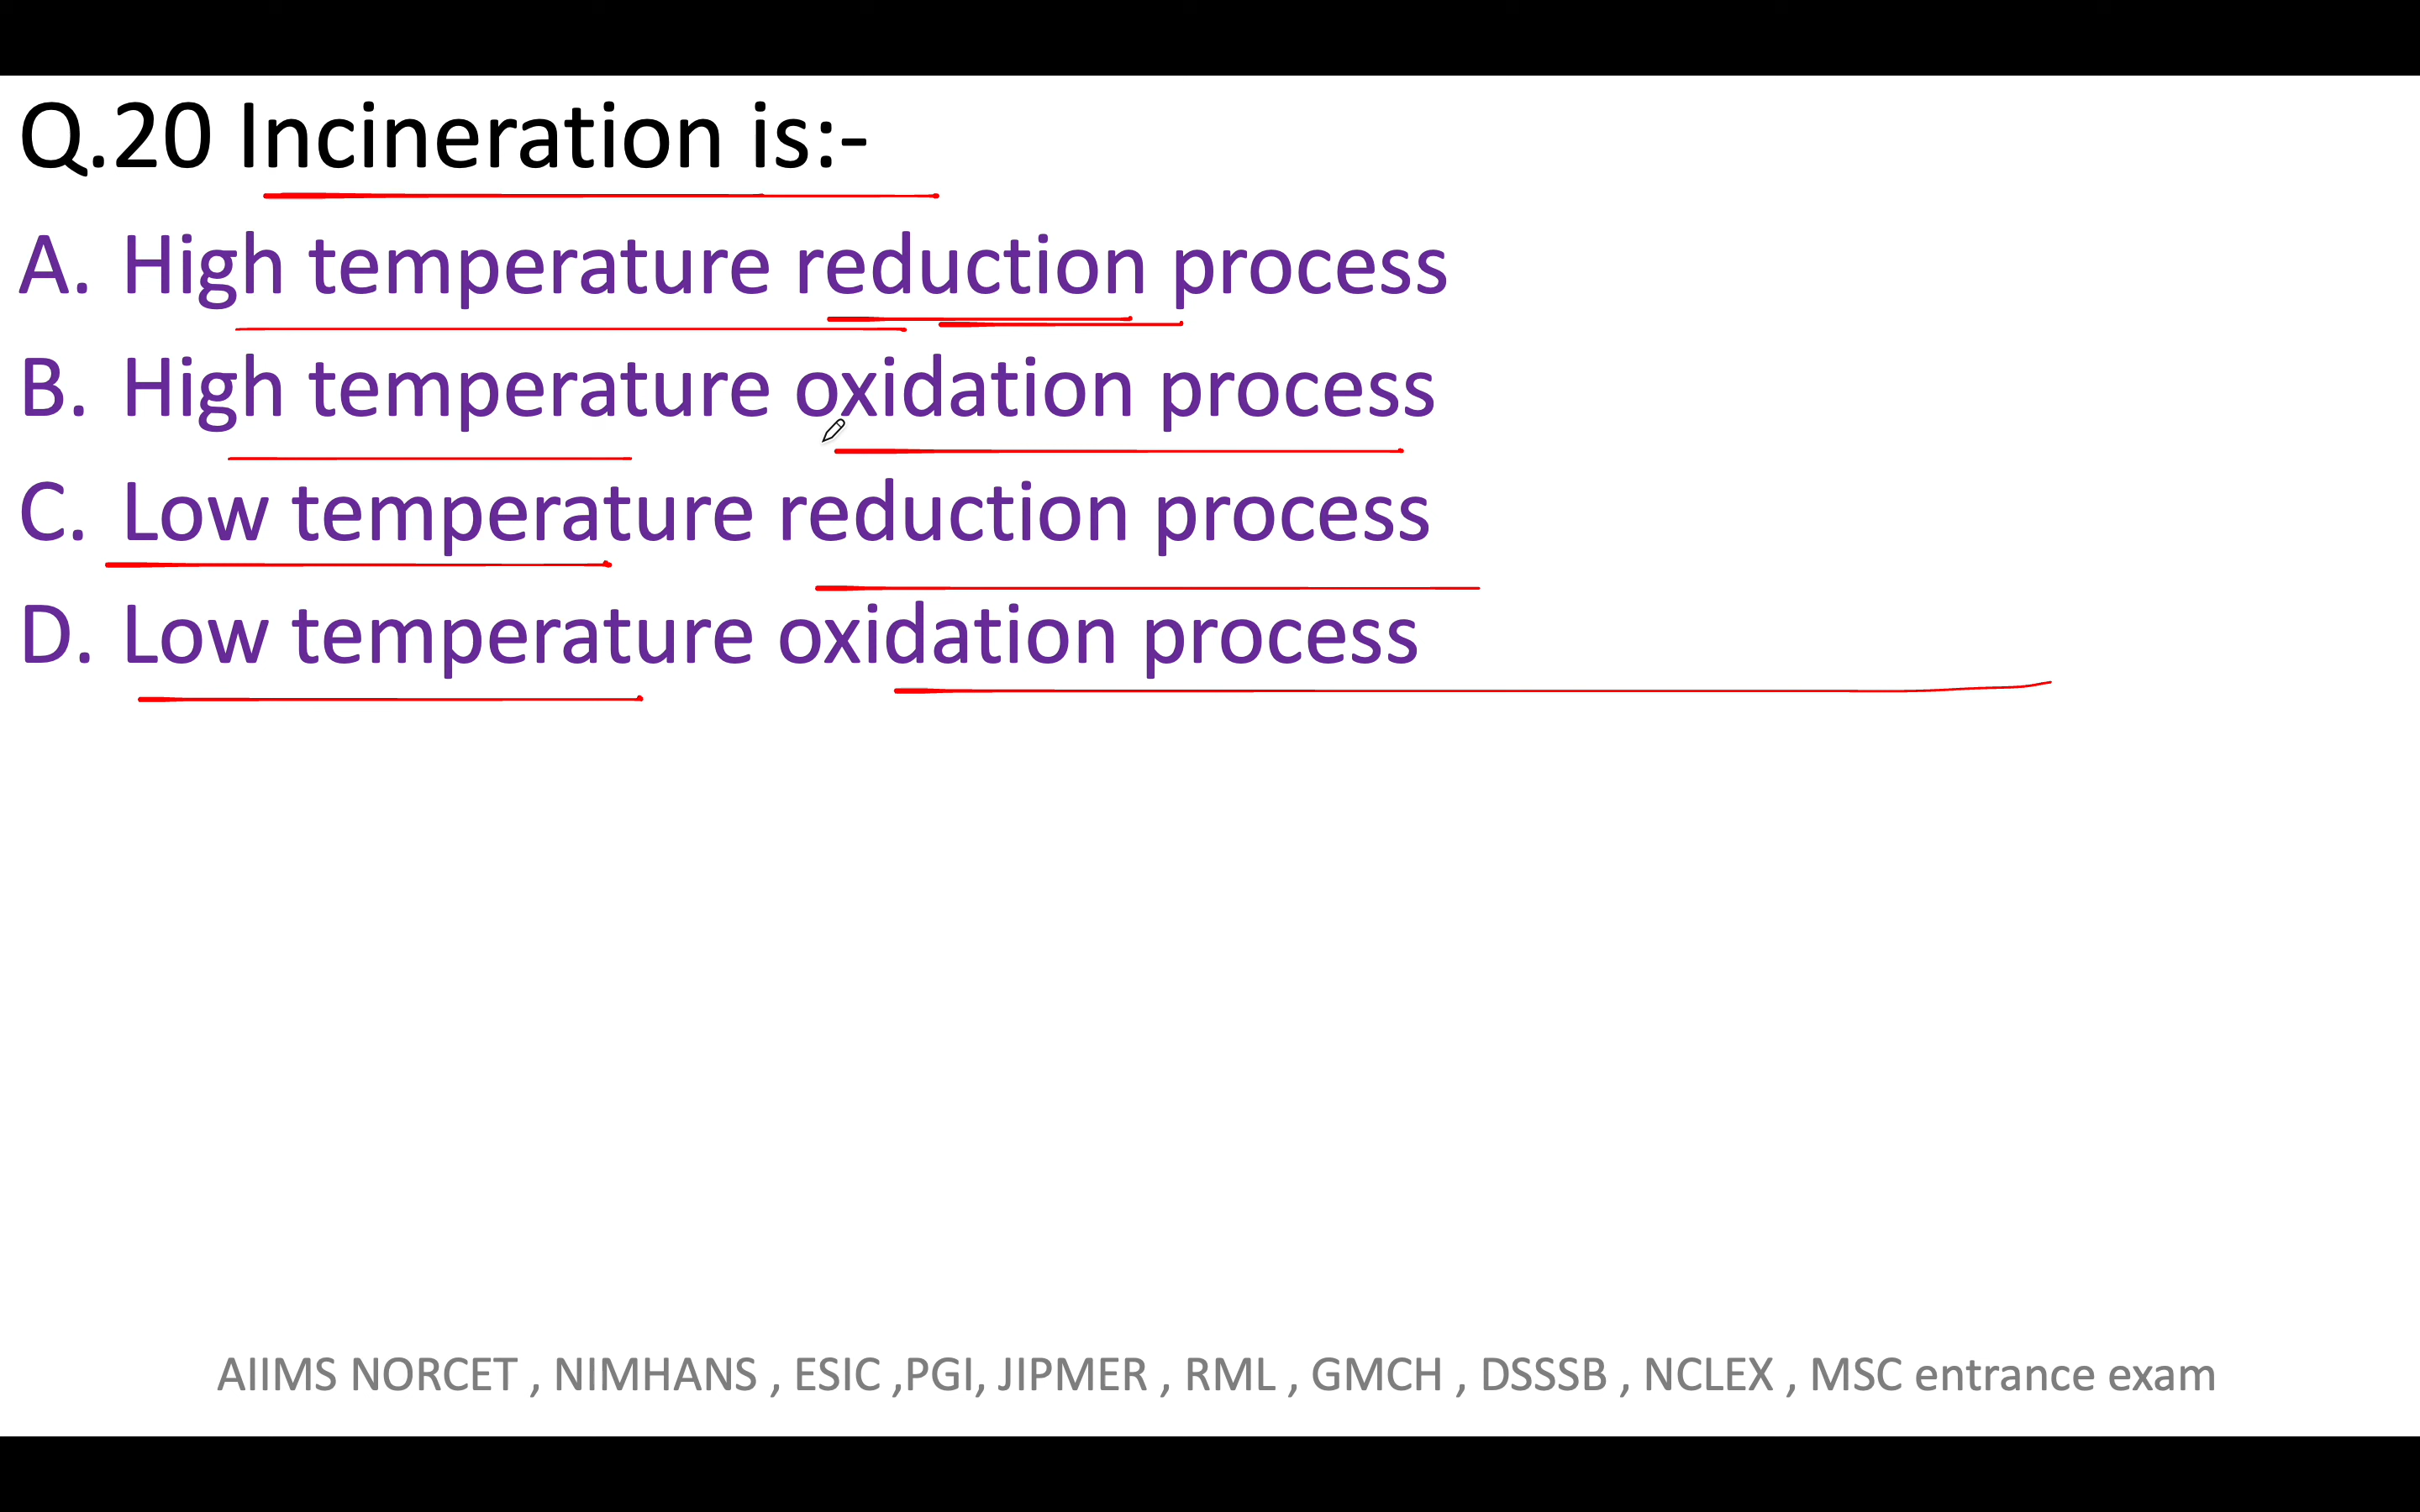 Q.20 Incineration is:-
A. High temperature reduction process
B. High temperature oxidation process
C. Low temperature reduction process
D. Low temperature oxidation process
AIIMS NORCET , NIMHANS , ESIC ,PGI, JIPMER , RML , GMCH , DSSSB , NCLEX , MSC entrance exam